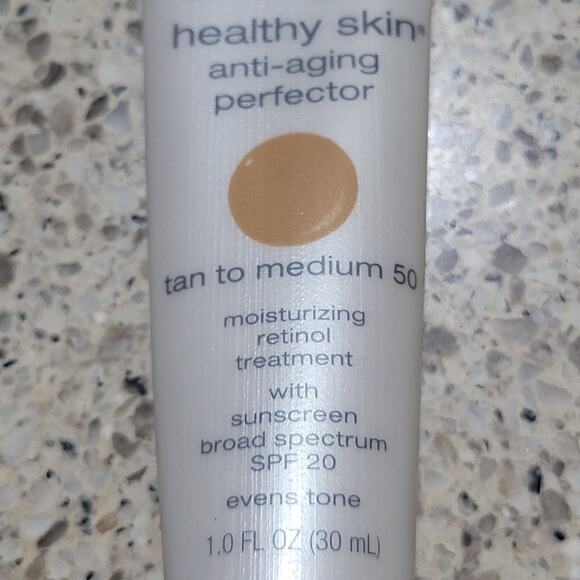 healthy skin®
anti-aging
perfector
tan to medium 50
moisturizing
retinol
treatment
with
sunscreen
broad spectrum
SPF 20
evens tone
1.0 FL OZ (30 mL)